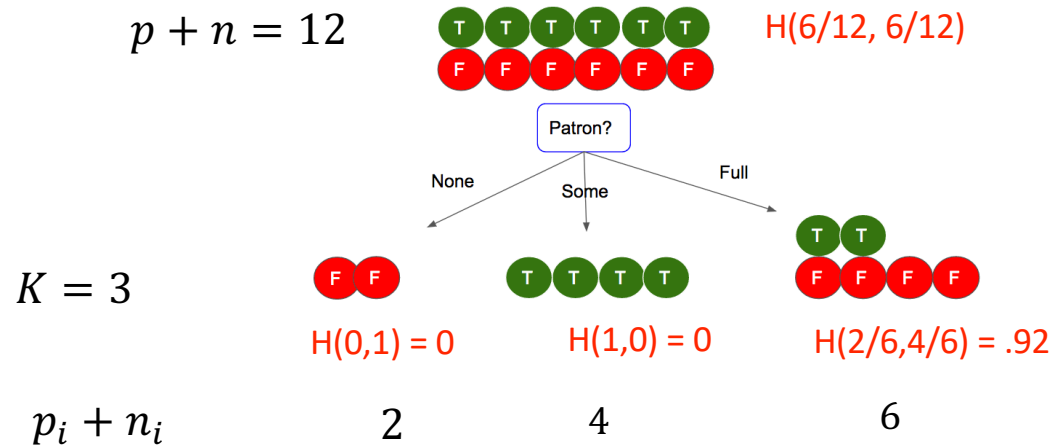 p + n = 12
T T T T T T
H(6/12, 6/12)
F F F F F F
Patron?
None
Some
Full
T T
K = 3
F F
T T T T
F F F F
H(0,1) = 0
H(1,0) = 0
H(2/6,4/6) = .92
pᵢ + nᵢ
2
4
6